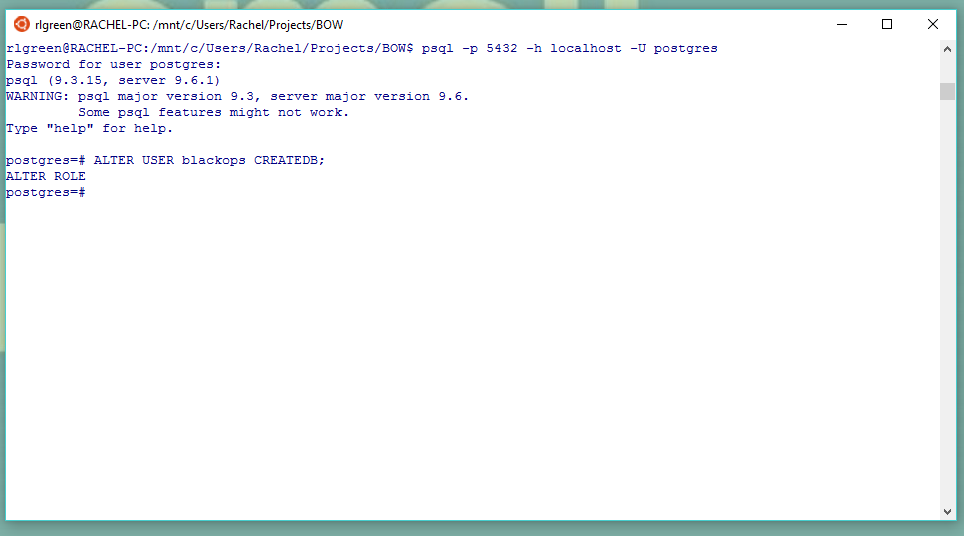 rlgreen@RACHEL-PC: /mnt/c/Users/Rachel/Projects/BOW
rlgreen@RACHEL-PC:/mnt/c/Users/Rachel/Projects/BOW$ psql -p 5432 -h localhost -U postgres
Password for user postgres:
psql (9.3.15, server 9.6.1)
WARNING: psql major version 9.3, server major version 9.6.
         Some psql features might not work.
Type "help" for help.

postgres=# ALTER USER blackops CREATEDB;
ALTER ROLE
postgres=#